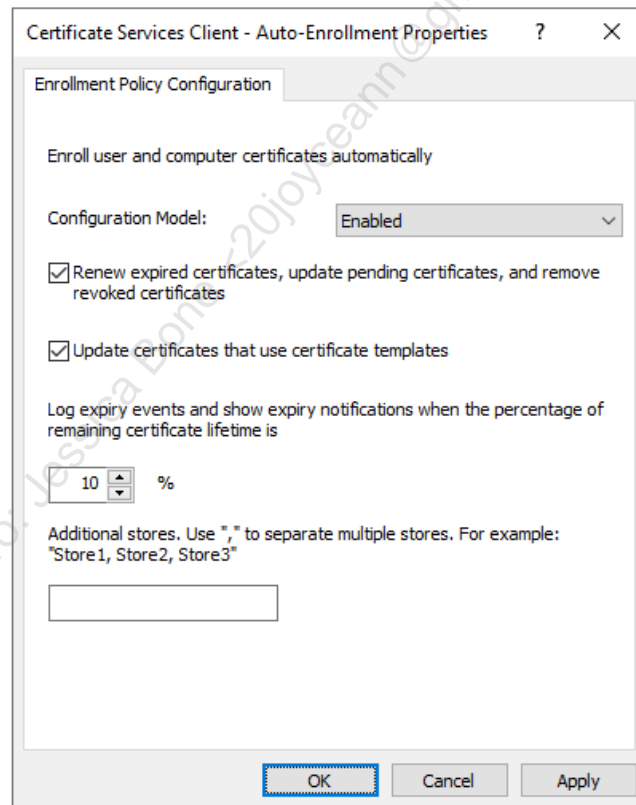 Certificate Services Client - Auto-Enrollment Properties ? ×
Enrollment Policy Configuration
Enroll user and computer certificates automatically
Configuration Model: Enabled
Renew expired certificates, update pending certificates, and remove
revoked certificates
Update certificates that use certificate templates
Log expiry events and show expiry notifications when the percentage of
remaining certificate lifetime is
10 %
Additional stores. Use "," to separate multiple stores. For example:
"Store1, Store2, Store3"
OK Cancel Apply
o: Jessica Bono <20joyceann@g